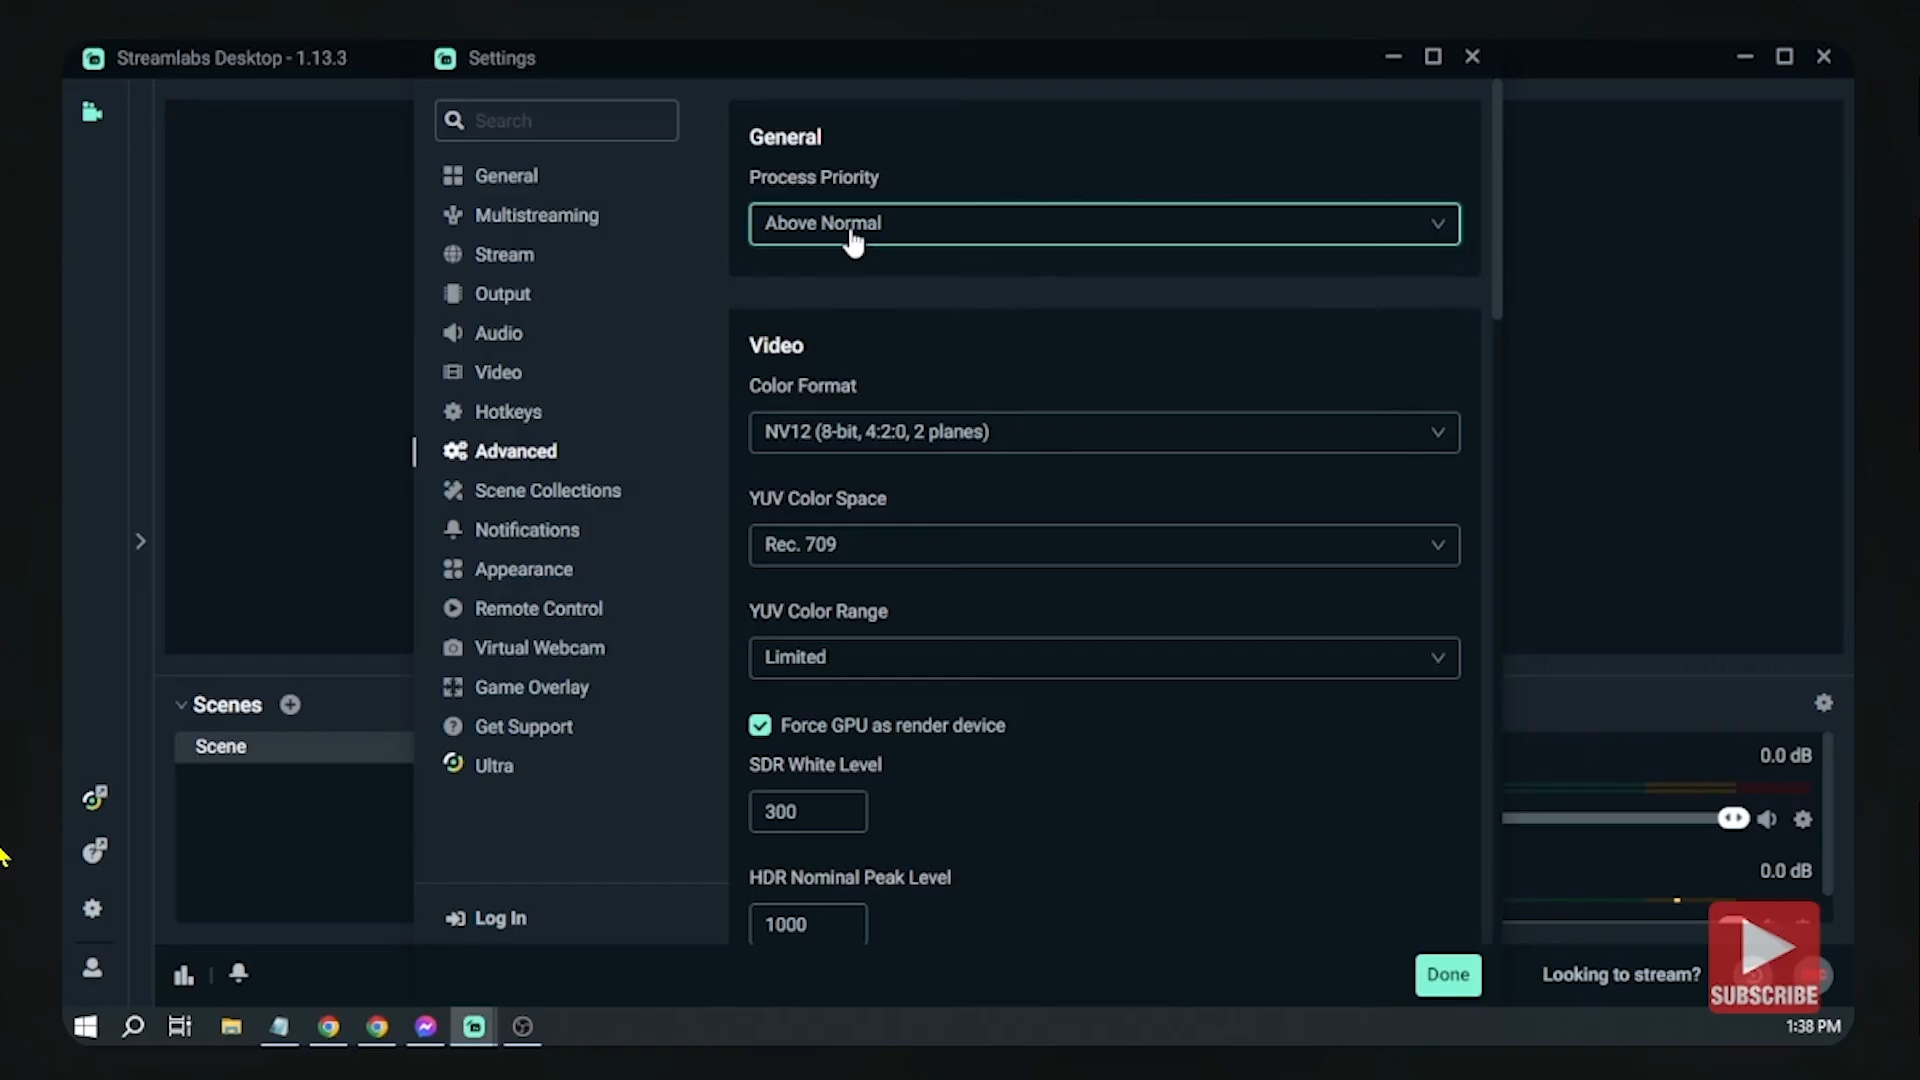 Streamlabs Desktop - 1.13.3
Settings
Search
General
Multistreaming
Stream
Output
Audio
Video
Hotkeys
Advanced
Scene Collections
Notifications
Appearance
Remote Control
Virtual Webcam
Game Overlay
Get Support
Ultra
Log In
General
Process Priority
Above Normal
Video
Color Format
NV12 (8-bit, 4:2:0, 2 planes)
YUV Color Space
Rec. 709
YUV Color Range
Limited
Force GPU as render device
SDR White Level
300
HDR Nominal Peak Level
1000
Done
Scenes
Scene
0.0 dB
0.0 dB
Looking to stream?
SUBSCRIBE
1:38 PM